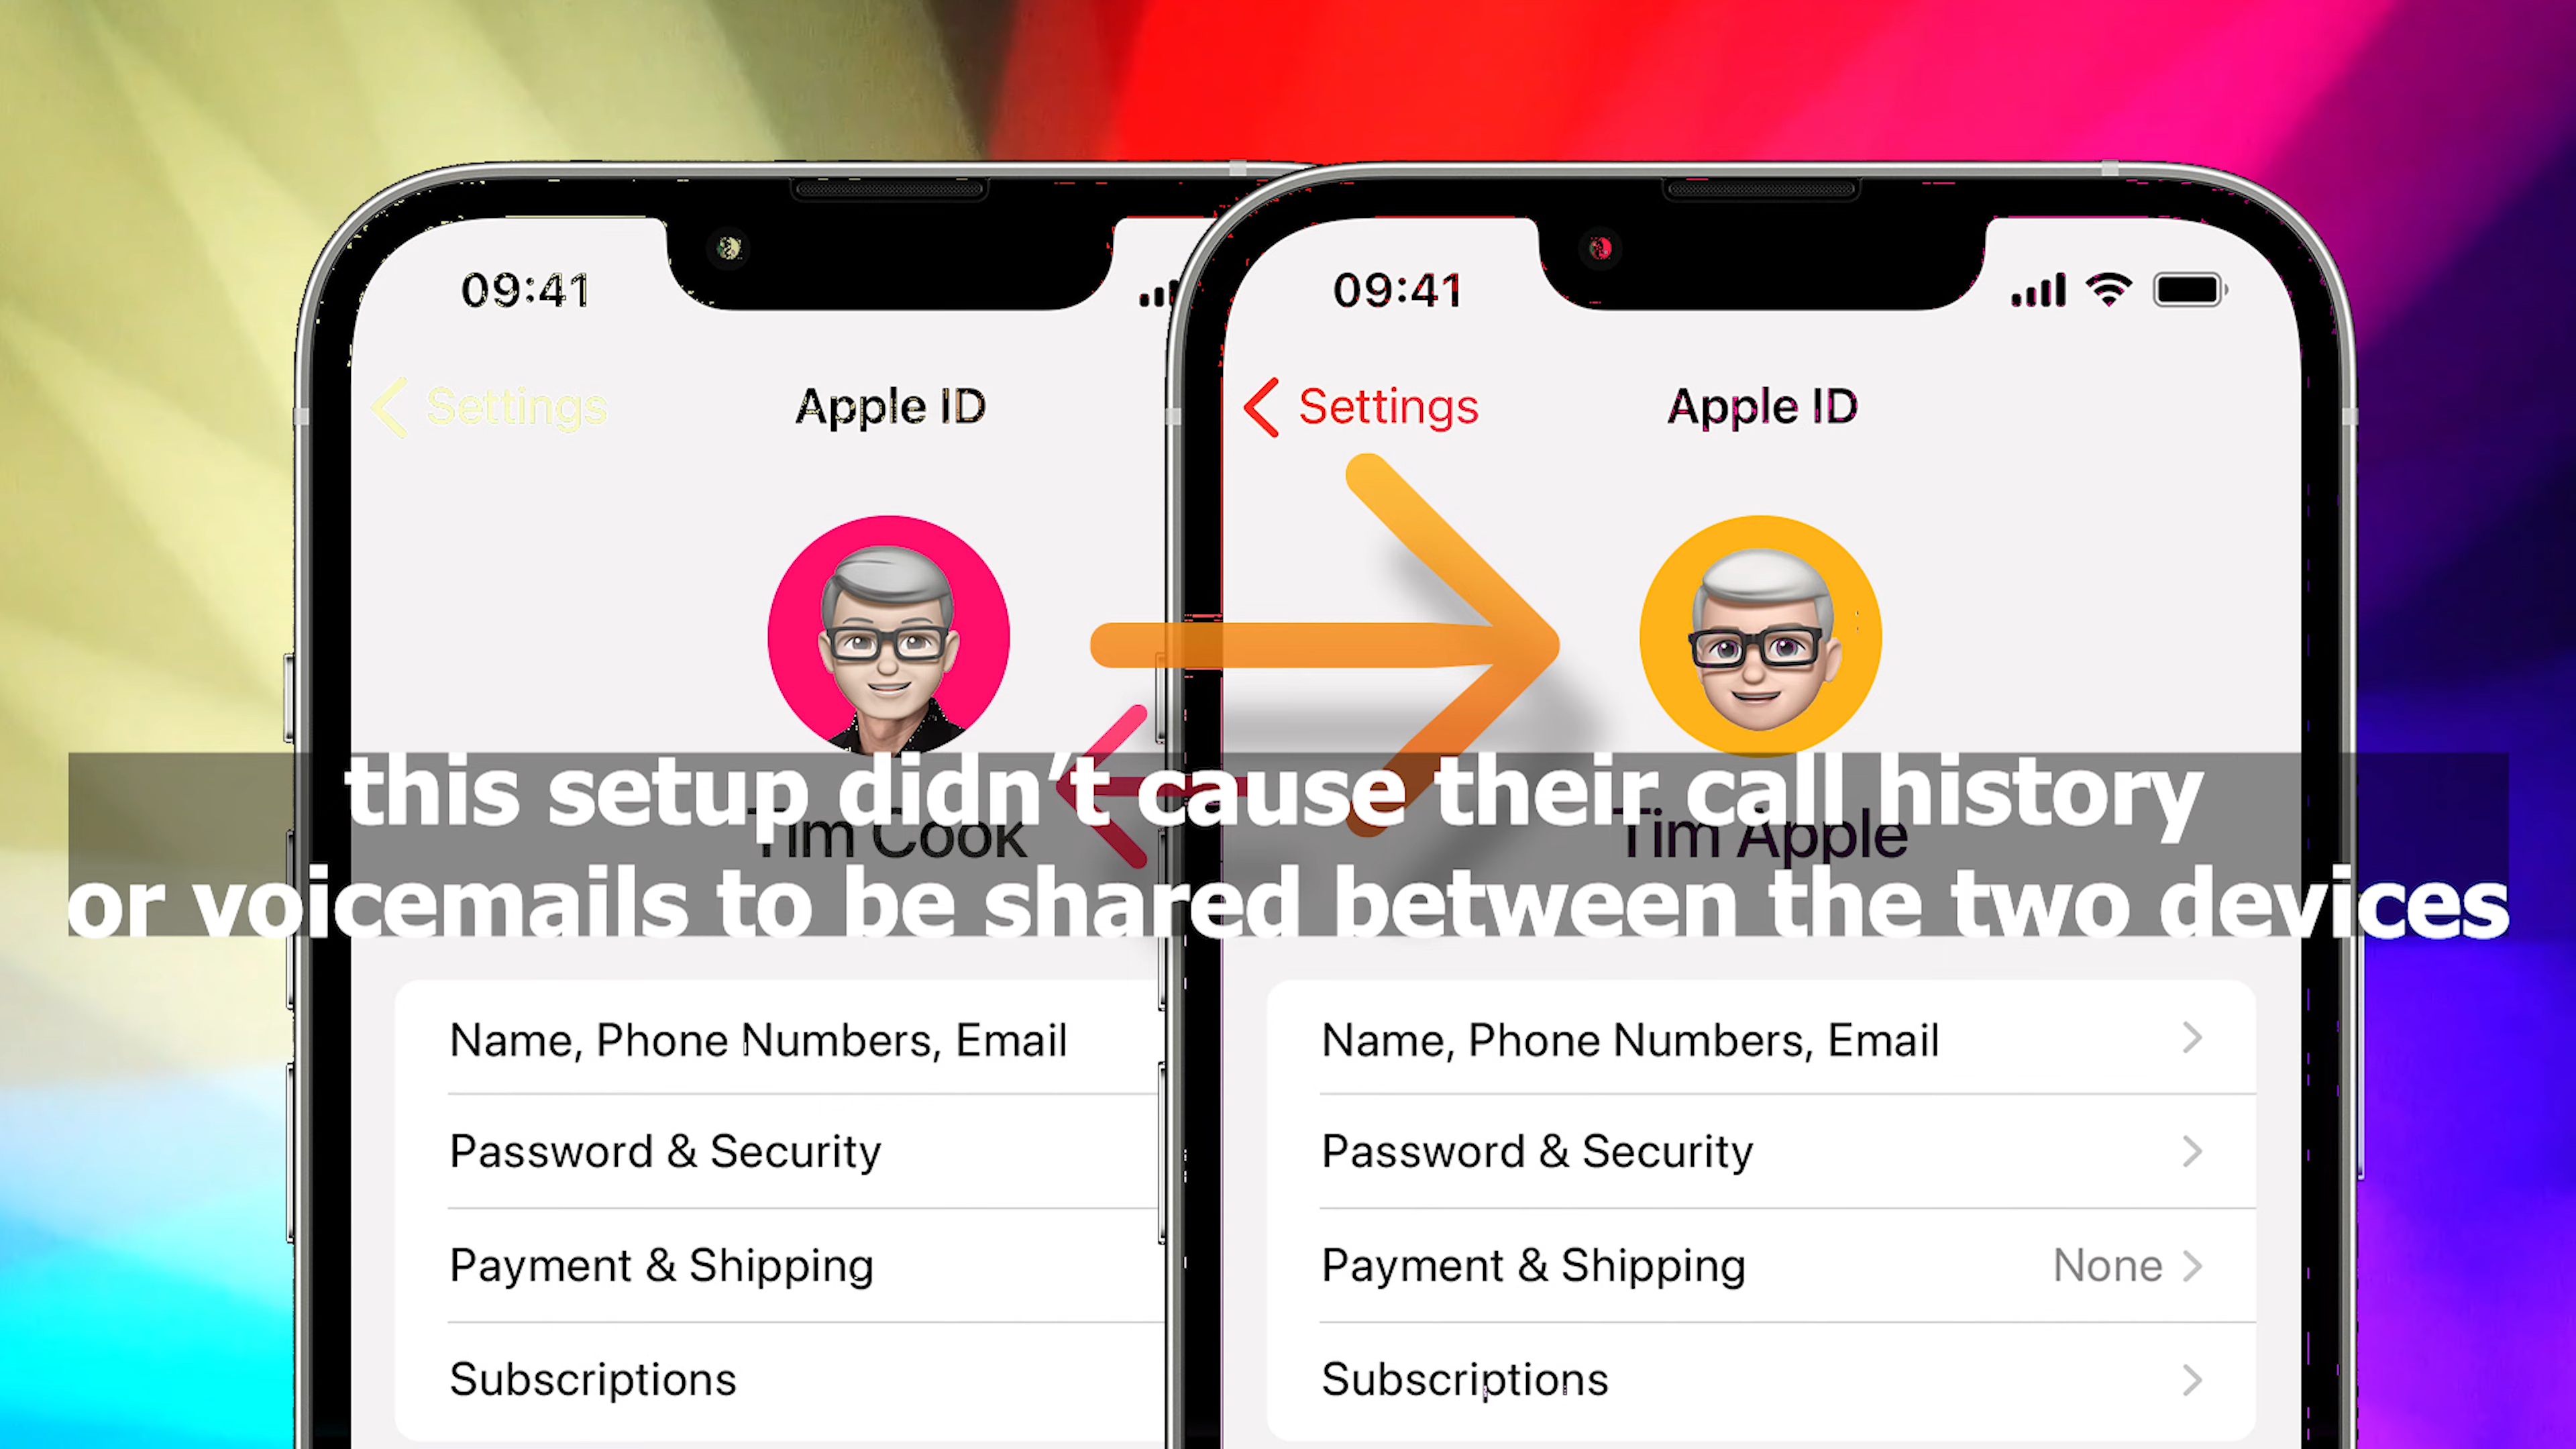 09:41
Settings
Apple ID
Tim Cook
Name, Phone Numbers, Email
Password & Security
Payment & Shipping
Subscriptions
09:41
Settings
Apple ID
Tim Apple
Name, Phone Numbers, Email
Password & Security
Payment & Shipping None
Subscriptions
this setup didn't cause their call history
or voicemails to be shared between the two devices